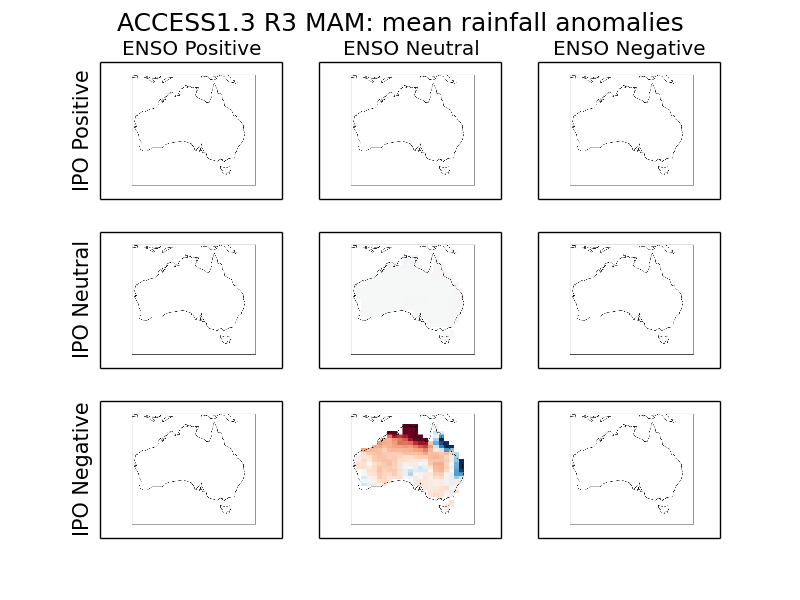 ACCESS1.3 R3 MAM: mean rainfall anomalies
ENSO Positive
ENSO Neutral
ENSO Negative
IPO Positive
IPO Neutral
IPO Negative